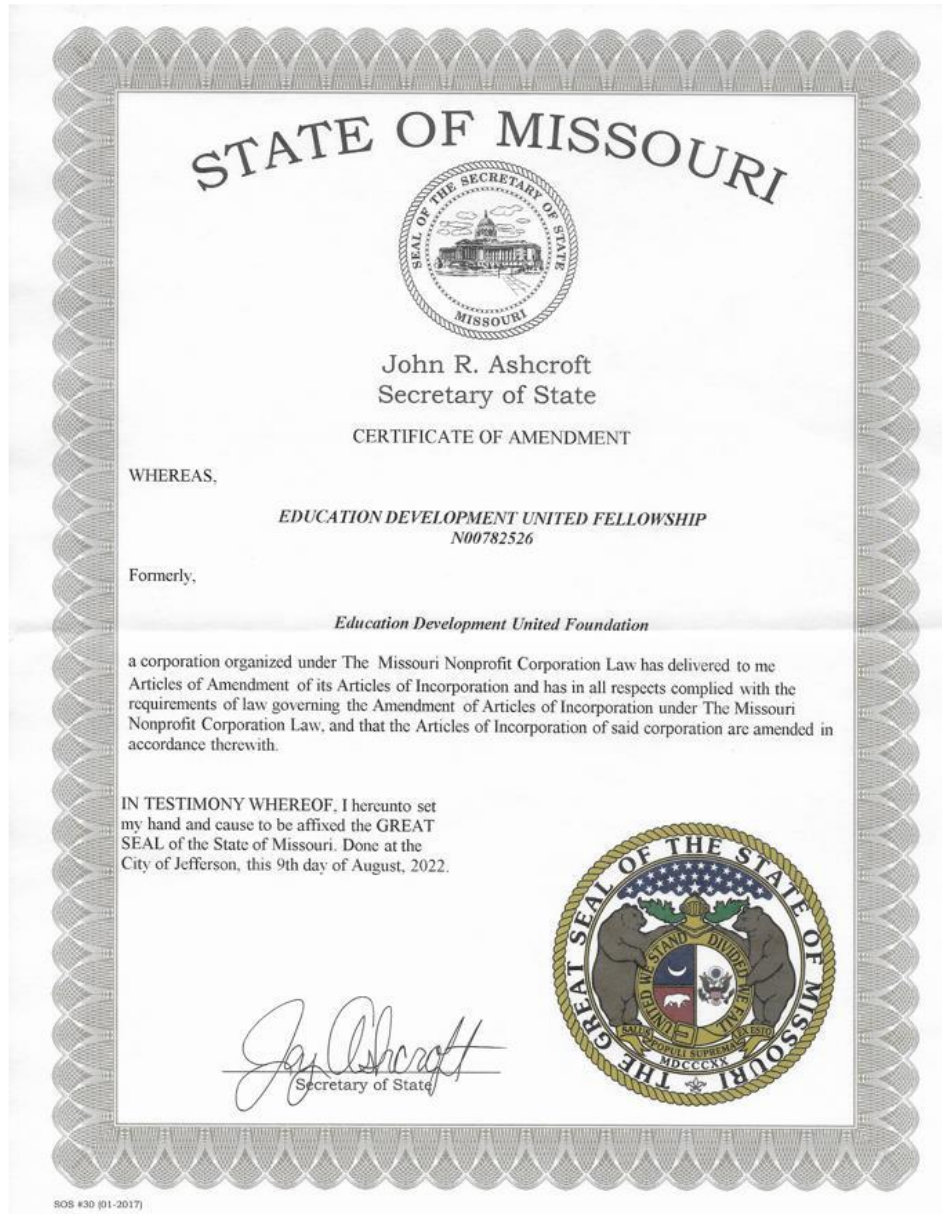 STATE OF MISSOURI
SEAL OF THE SECRETARY OF STATE
MISSOURI
John R. Ashcroft
Secretary of State
CERTIFICATE OF AMENDMENT
WHEREAS,
EDUCATION DEVELOPMENT UNITED FELLOWSHIP
N00782526
Formerly,
Education Development United Foundation
a corporation organized under The Missouri Nonprofit Corporation Law has delivered to me
Articles of Amendment of its Articles of Incorporation and has in all respects complied with the
requirements of law governing the Amendment of Articles of Incorporation under The Missouri
Nonprofit Corporation Law, and that the Articles of Incorporation of said corporation are amended in
accordance therewith.
IN TESTIMONY WHEREOF, I hereunto set
my hand and cause to be affixed the GREAT
SEAL of the State of Missouri. Done at the
City of Jefferson, this 9th day of August, 2022.
THE GREAT SEAL OF THE STATE OF MISSOURI
UNITED WE STAND DIVIDED WE FALL
SALUS POPULI SUPREMA LEX ESTO
MDCCCXX
Jay Ashcroft
Secretary of State
SOS #30 (01-2017)